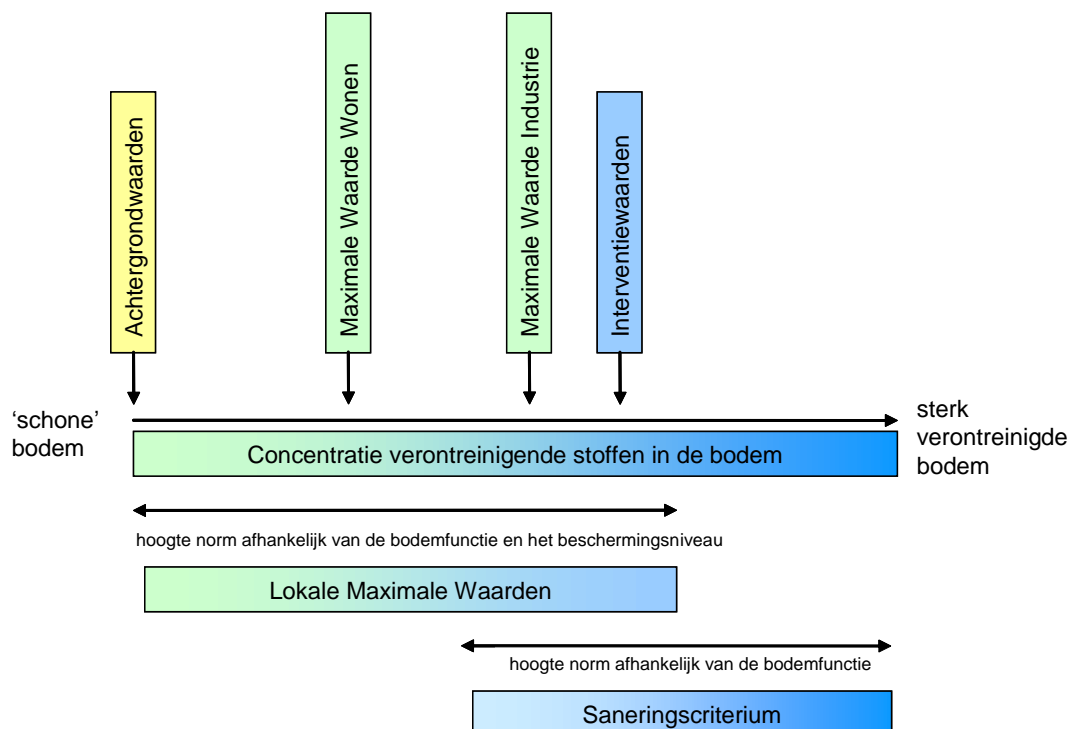 Achtergrondwaarden
Maximale Waarde Wonen
Maximale Waarde Industrie
Interventiewaarden
‘schone’
bodem
sterk
verontreinigde
bodem
Concentratie verontreinigende stoffen in de bodem
hoogte norm afhankelijk van de bodemfunctie en het beschermingsniveau
Lokale Maximale Waarden
hoogte norm afhankelijk van de bodemfunctie
Saneringscriterium